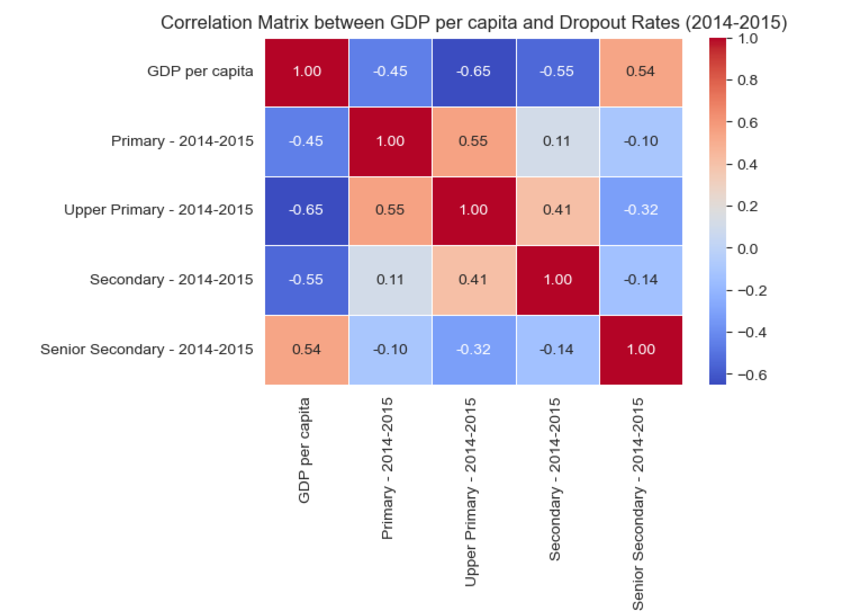 Correlation Matrix between GDP per capita and Dropout Rates (2014-2015)
GDP per capita 1.00 -0.45 -0.65 -0.55 0.54
Primary - 2014-2015 -0.45 1.00 0.55 0.11 -0.10
Upper Primary - 2014-2015 -0.65 0.55 1.00 0.41 -0.32
Secondary - 2014-2015 -0.55 0.11 0.41 1.00 -0.14
Senior Secondary - 2014-2015 0.54 -0.10 -0.32 -0.14 1.00
GDP per capita
Primary - 2014-2015
Upper Primary - 2014-2015
Secondary - 2014-2015
Senior Secondary - 2014-2015
1.0
0.8
0.6
0.4
0.2
0.0
−0.2
−0.4
−0.6